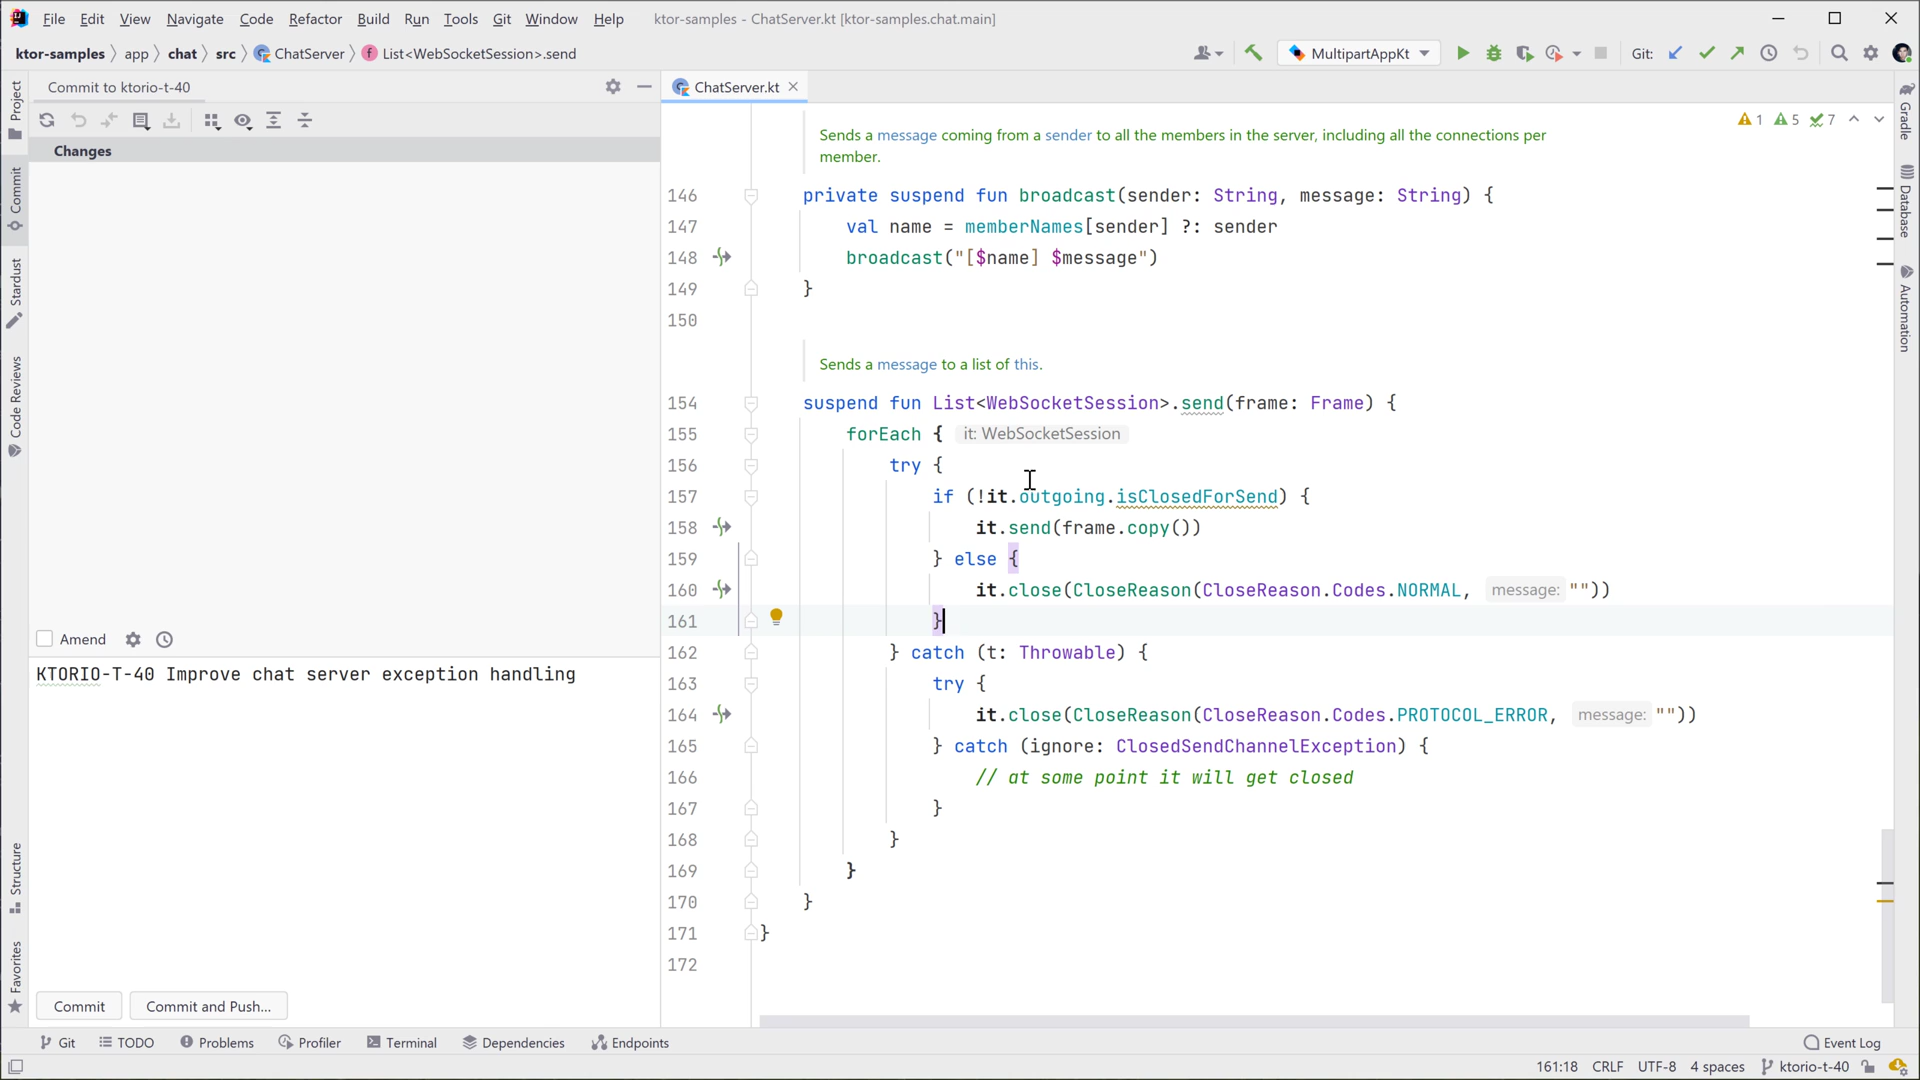 File Edit View Navigate Code Refactor Build Run Tools Git Window Help ktor-samples - ChatServer.kt [ktor-samples.chat.main]
ktor-samples app chat src ChatServer List<WebSocketSession>.send MultipartAppKt Git:
Commit to ktorio-t-40
ChatServer.kt
Changes
1 5 7
Project
Commit
Stardust
Code Reviews
Structure
Favorites
Amend
KTORIO-T-40 Improve chat server exception handling
Commit Commit and Push...
Sends a message coming from a sender to all the members in the server, including all the connections per
member.
146 private suspend fun broadcast(sender: String, message: String) {
147 val name = memberNames[sender] ?: sender
148 broadcast("[$name] $message")
149 }
150
Sends a message to a list of this.
154 suspend fun List<WebSocketSession>.send(frame: Frame) {
155 forEach { it: WebSocketSession
156 try {
157 if (!it.outgoing.isClosedForSend) {
158 it.send(frame.copy())
159 } else {
160 it.close(CloseReason(CloseReason.Codes.NORMAL, message: ""))
161 }
162 } catch (t: Throwable) {
163 try {
164 it.close(CloseReason(CloseReason.Codes.PROTOCOL_ERROR, message: ""))
165 } catch (ignore: ClosedSendChannelException) {
166 // at some point it will get closed
167 }
168 }
169 }
170 }
171 }
172
Gradle
Database
Automation
Git TODO Problems Profiler Terminal Dependencies Endpoints Event Log
161:18 CRLF UTF-8 4 spaces ktorio-t-40